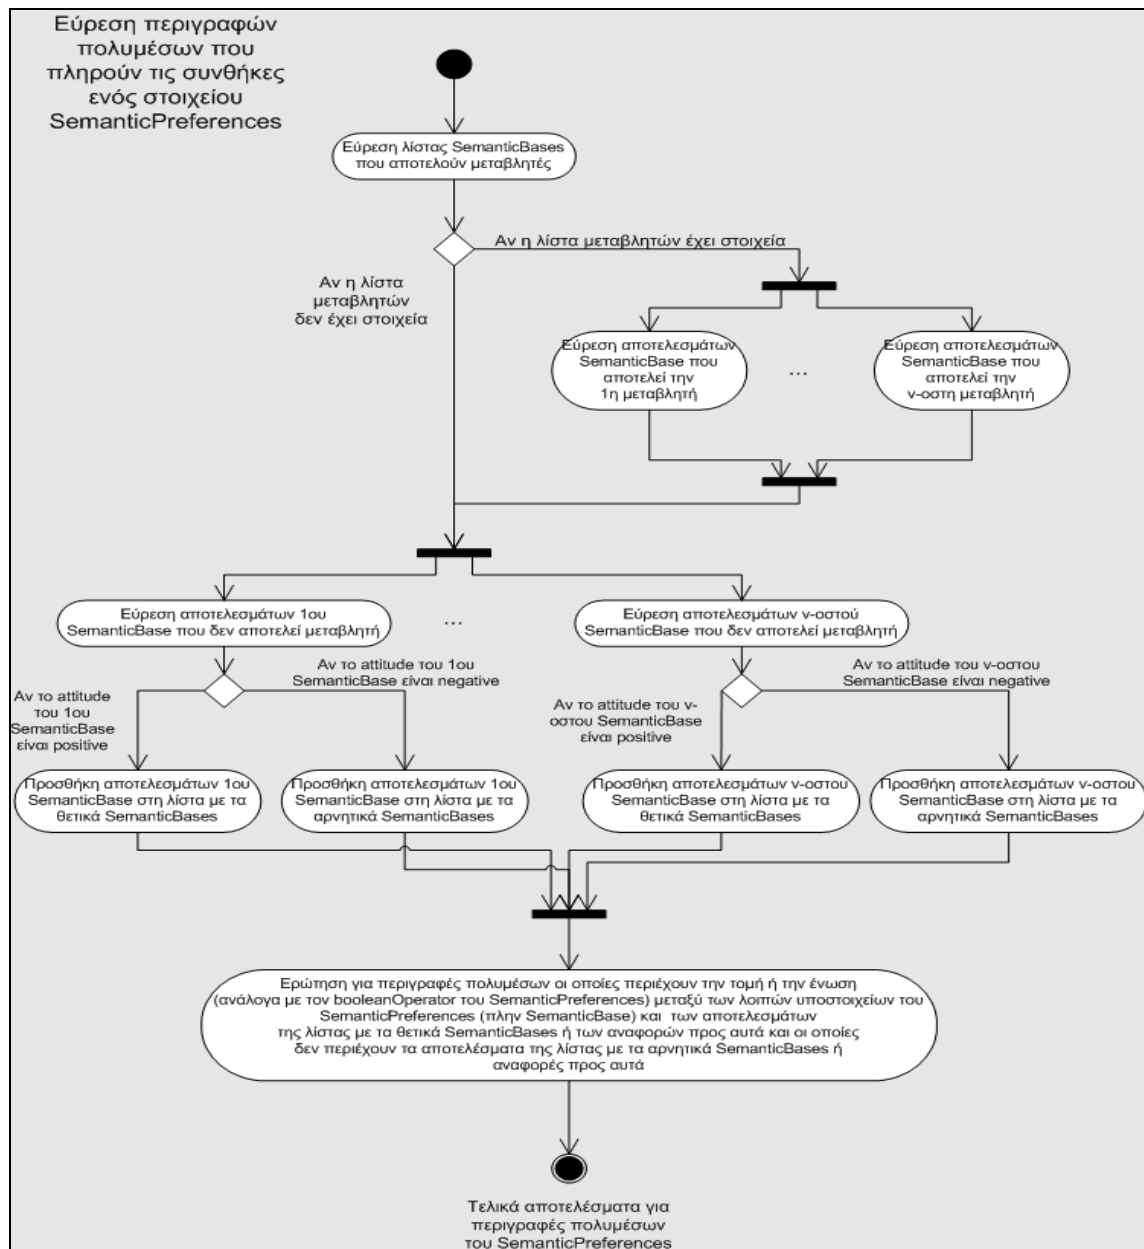 Εύρεση περιγραφών
πολυμέσων που
πληρούν τις συνθήκες
ενός στοιχείου
SemanticPreferences
Εύρεση λίστας SemanticBases
που αποτελούν μεταβλητές
Αν η λίστα μεταβλητών έχει στοιχεία
Αν η λίστα
μεταβλητών
δεν έχει στοιχεία
Εύρεση αποτελεσμάτων
SemanticBase που
αποτελεί την
1η μεταβλητή
...
Εύρεση αποτελεσμάτων
SemanticBase που
αποτελεί την
ν-οστη μεταβλητή
Εύρεση αποτελεσμάτων 1ου
SemanticBase που δεν αποτελεί μεταβλητή
...
Εύρεση αποτελεσμάτων ν-οστού
SemanticBase που δεν αποτελεί μεταβλητή
Αν το attitude
του 1ου
SemanticBase
είναι positive
Αν το attitude του 1ου
SemanticBase είναι negative
Αν το attitude του ν-
οστου SemanticBase
είναι positive
Αν το attitude του ν-οστου
SemanticBase είναι negative
Προσθήκη αποτελεσμάτων 1ου
SemanticBase στη λίστα με τα
θετικά SemanticBases
Προσθήκη αποτελεσμάτων 1ου
SemanticBase στη λίστα με τα
αρνητικά SemanticBases
Προσθήκη αποτελεσμάτων ν-οστου
SemanticBase στη λίστα με τα
θετικά SemanticBases
Προσθήκη αποτελεσμάτων ν-οστου
SemanticBase στη λίστα με τα
αρνητικά SemanticBases
Ερώτηση για περιγραφές πολυμέσων οι οποίες περιέχουν την τομή ή την ένωση
(ανάλογα με τον booleanOperator του SemanticPreferences) μεταξύ των λοιπών υποστοιχείων του
SemanticPreferences (πλην SemanticBase) και των αποτελεσμάτων
της λίστας με τα θετικά SemanticBases ή των αναφορών προς αυτά και οι οποίες
δεν περιέχουν τα αποτελέσματα της λίστας με τα αρνητικά SemanticBases ή
αναφορές προς αυτά
Τελικά αποτελέσματα για
περιγραφές πολυμέσων
του SemanticPreferences